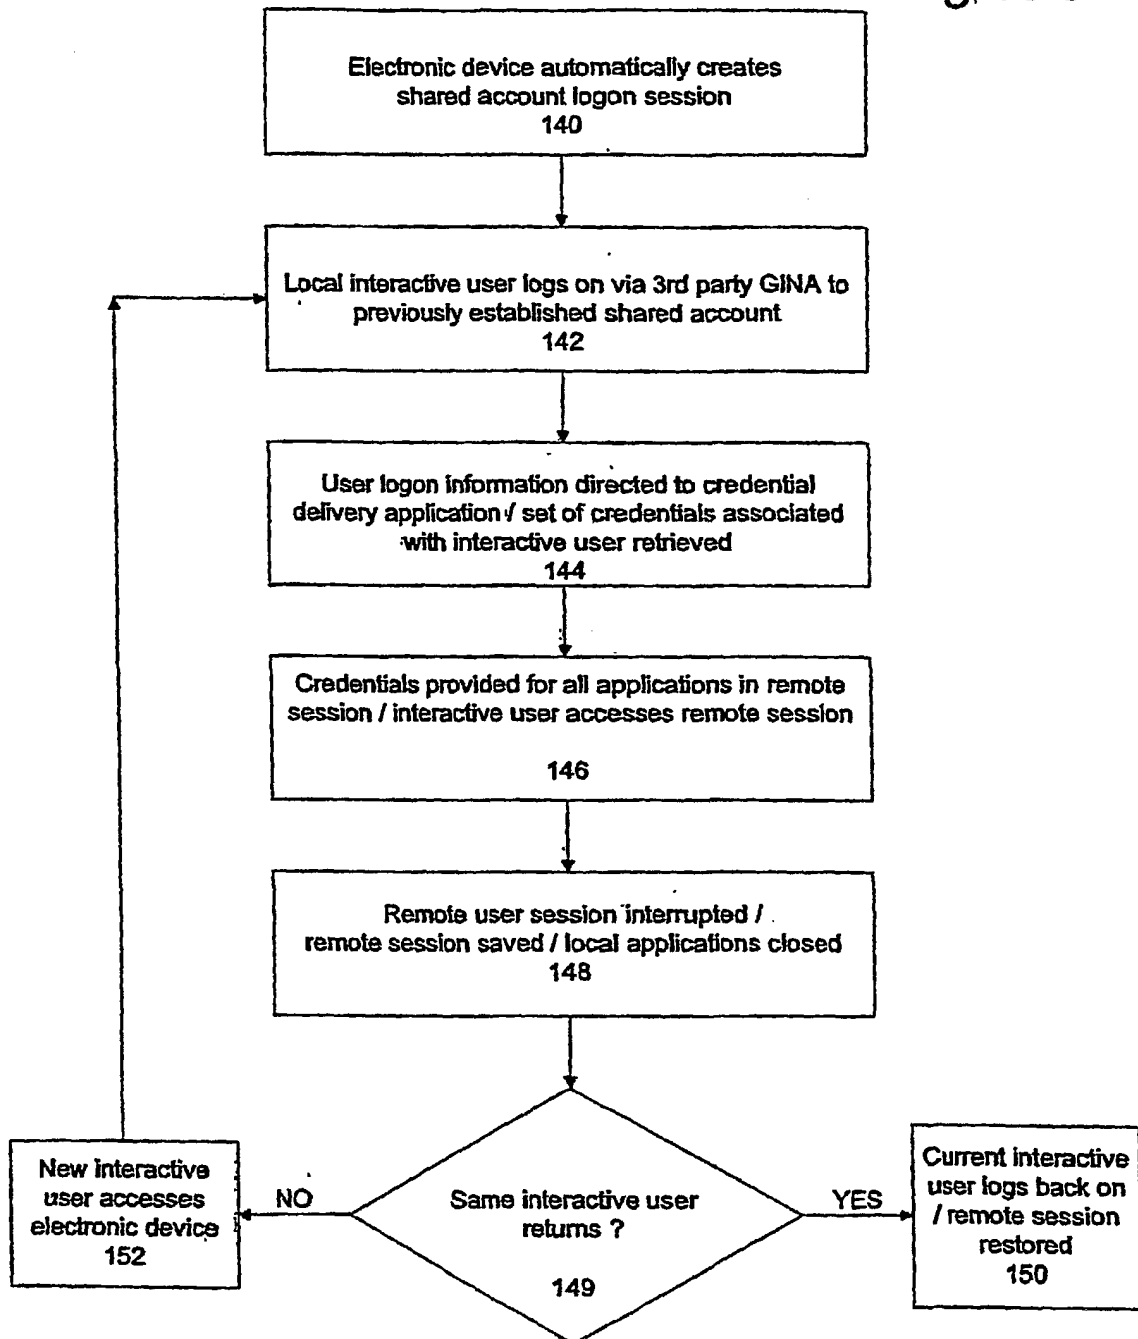 Electronic device automatically creates
shared account logon session
140
Local interactive user logs on via 3rd party GINA to
previously established shared account
142
User logon information directed to credential
delivery application / set of credentials associated
with interactive user retrieved
144
Credentials provided for all applications in remote
session / interactive user accesses remote session
146
Remote user session interrupted /
remote session saved / local applications closed
148
Same interactive user
returns ?
149
NO
YES
New interactive
user accesses
electronic device
152
Current interactive
user logs back on
/ remote session
restored
150